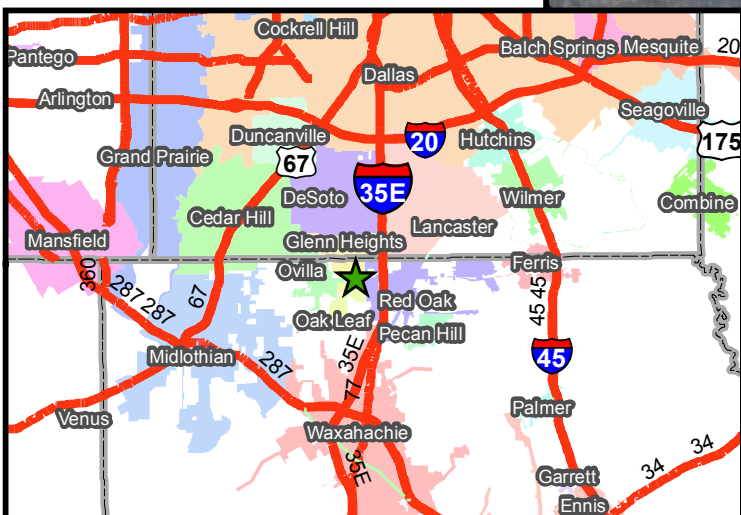 Cockrell Hill
Pantego
Balch Springs
Mesquite
20
Dallas
Arlington
Seagoville
Duncanville
20
Hutchins
175
Grand Prairie
67
35E
DeSoto
Wilmer
Combine
Cedar Hill
Lancaster
Mansfield
Glenn Heights
Ovilla
Ferris
360
287
287
67
Red Oak
45
45
Oak Leaf
Pecan Hill
35E
Midlothian
287
45
77
Palmer
Venus
Waxahachie
34
34
35E
Garrett
Ennis